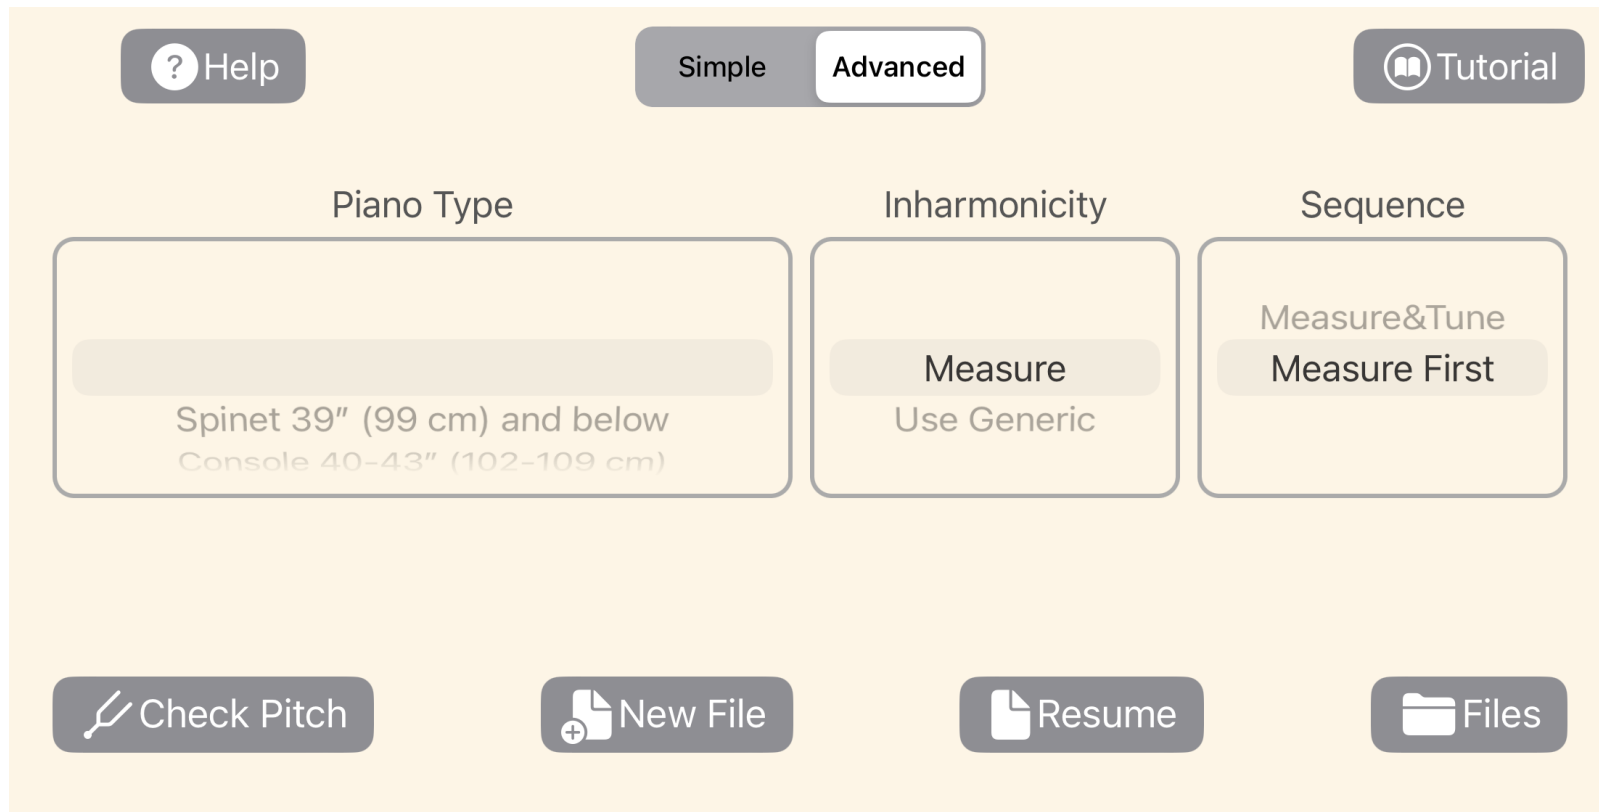 ? Help
Simple
Advanced
Tutorial
Piano Type
Inharmonicity
Sequence
Spinet 39” (99 cm) and below
Console 40-43” (102-109 cm)
Measure
Use Generic
Measure&Tune
Measure First
Check Pitch
New File
Resume
Files